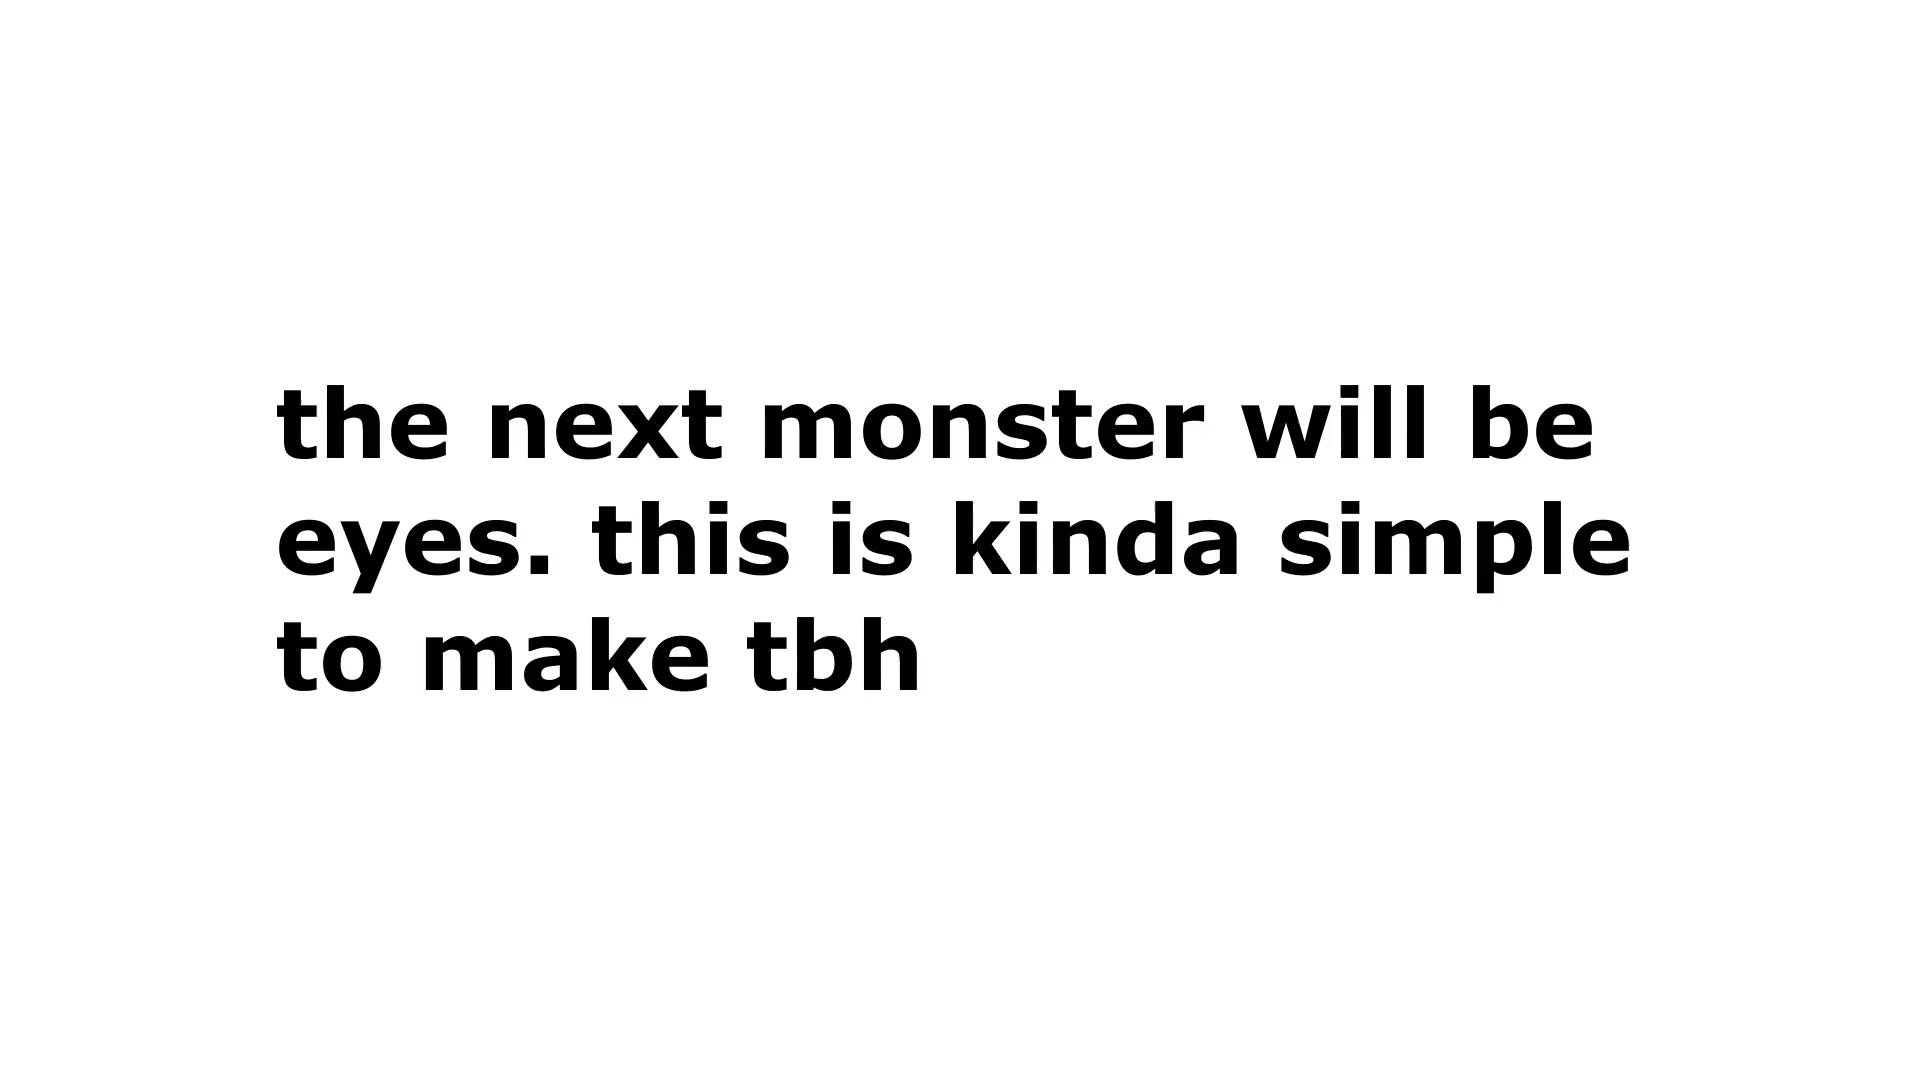 the next monster will be
eyes. this is kinda simple
to make tbh